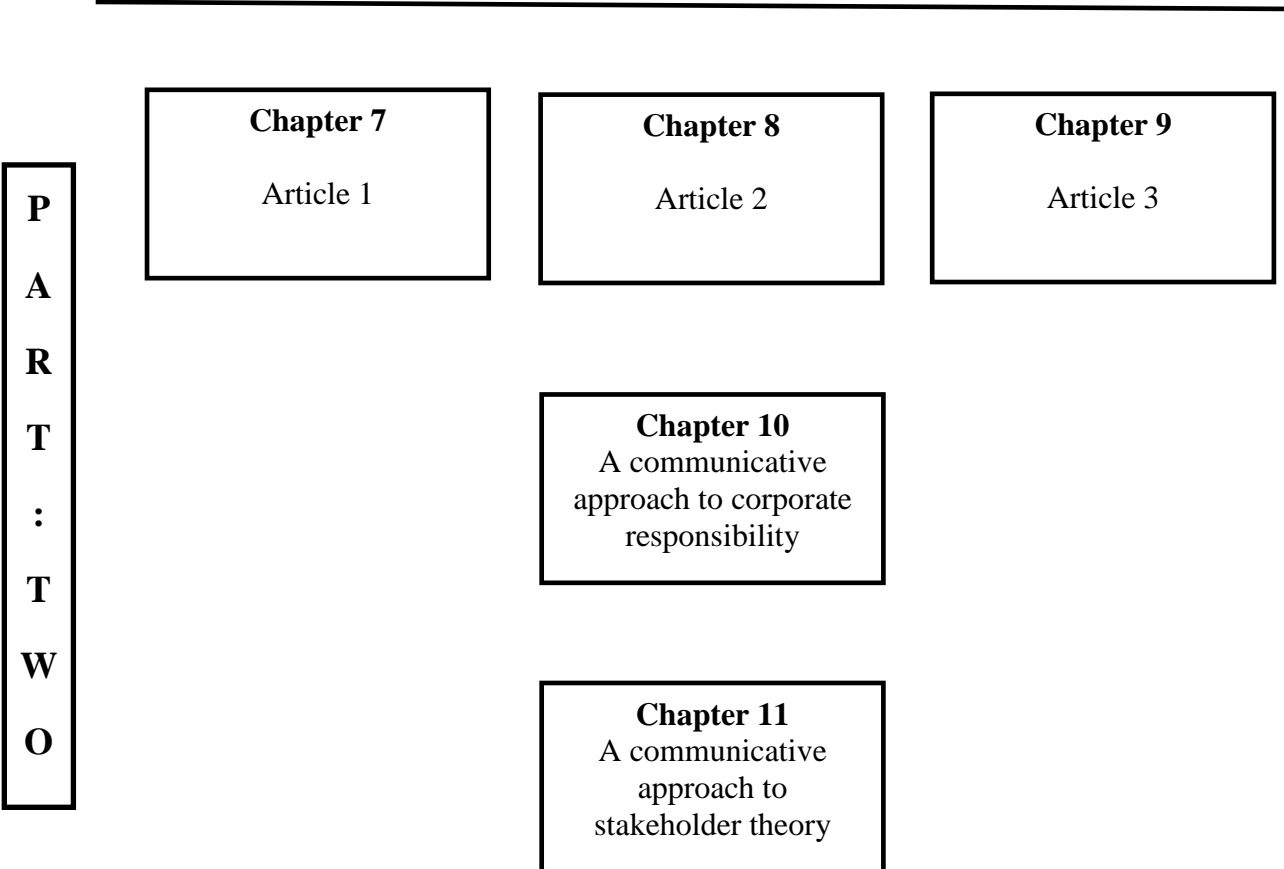 P
A
R
T
:
T
W
O
Chapter 7
Article 1
Chapter 8
Article 2
Chapter 9
Article 3
Chapter 10
A communicative
approach to corporate
responsibility
Chapter 11
A communicative
approach to
stakeholder theory